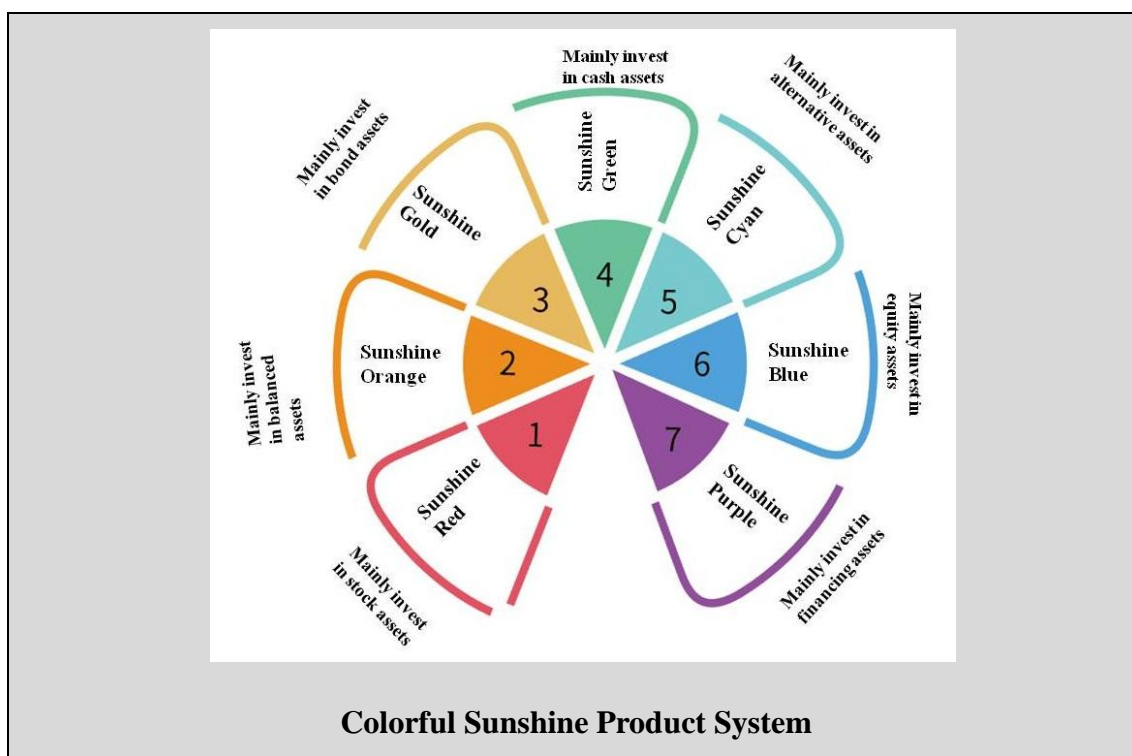 Mainly invest
in cash assets
Sunshine
Green
4
Mainly invest in
alternative assets
Sunshine
Cyan
5
Mainly invest in
equity assets
Sunshine
Blue
6
Mainly invest in
financing assets
Sunshine
Purple
7
Mainly invest
in stock assets
Sunshine
Red
1
Mainly invest
in balanced
assets
Sunshine
Orange
2
Mainly invest
in bond assets
Sunshine
Gold
3
Colorful Sunshine Product System